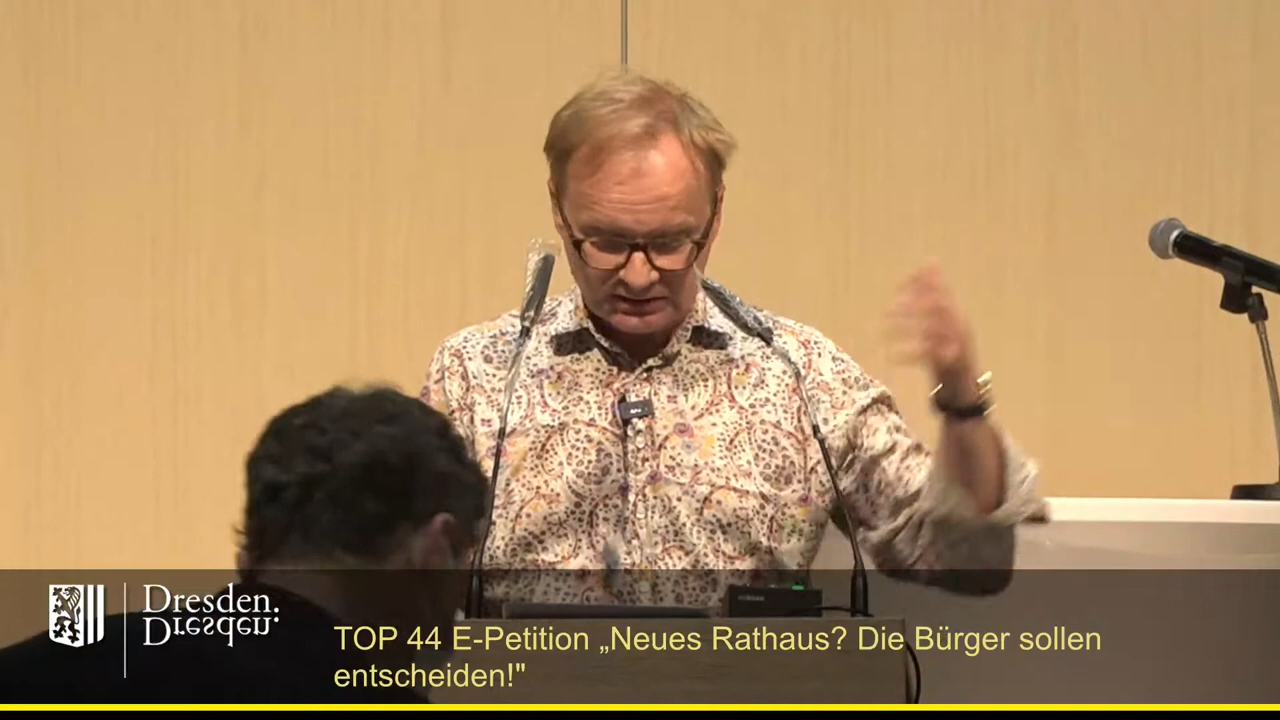 Dresden.
Dresden.
TOP 44 E-Petition „Neues Rathaus? Die Bürger sollen
entscheiden!"